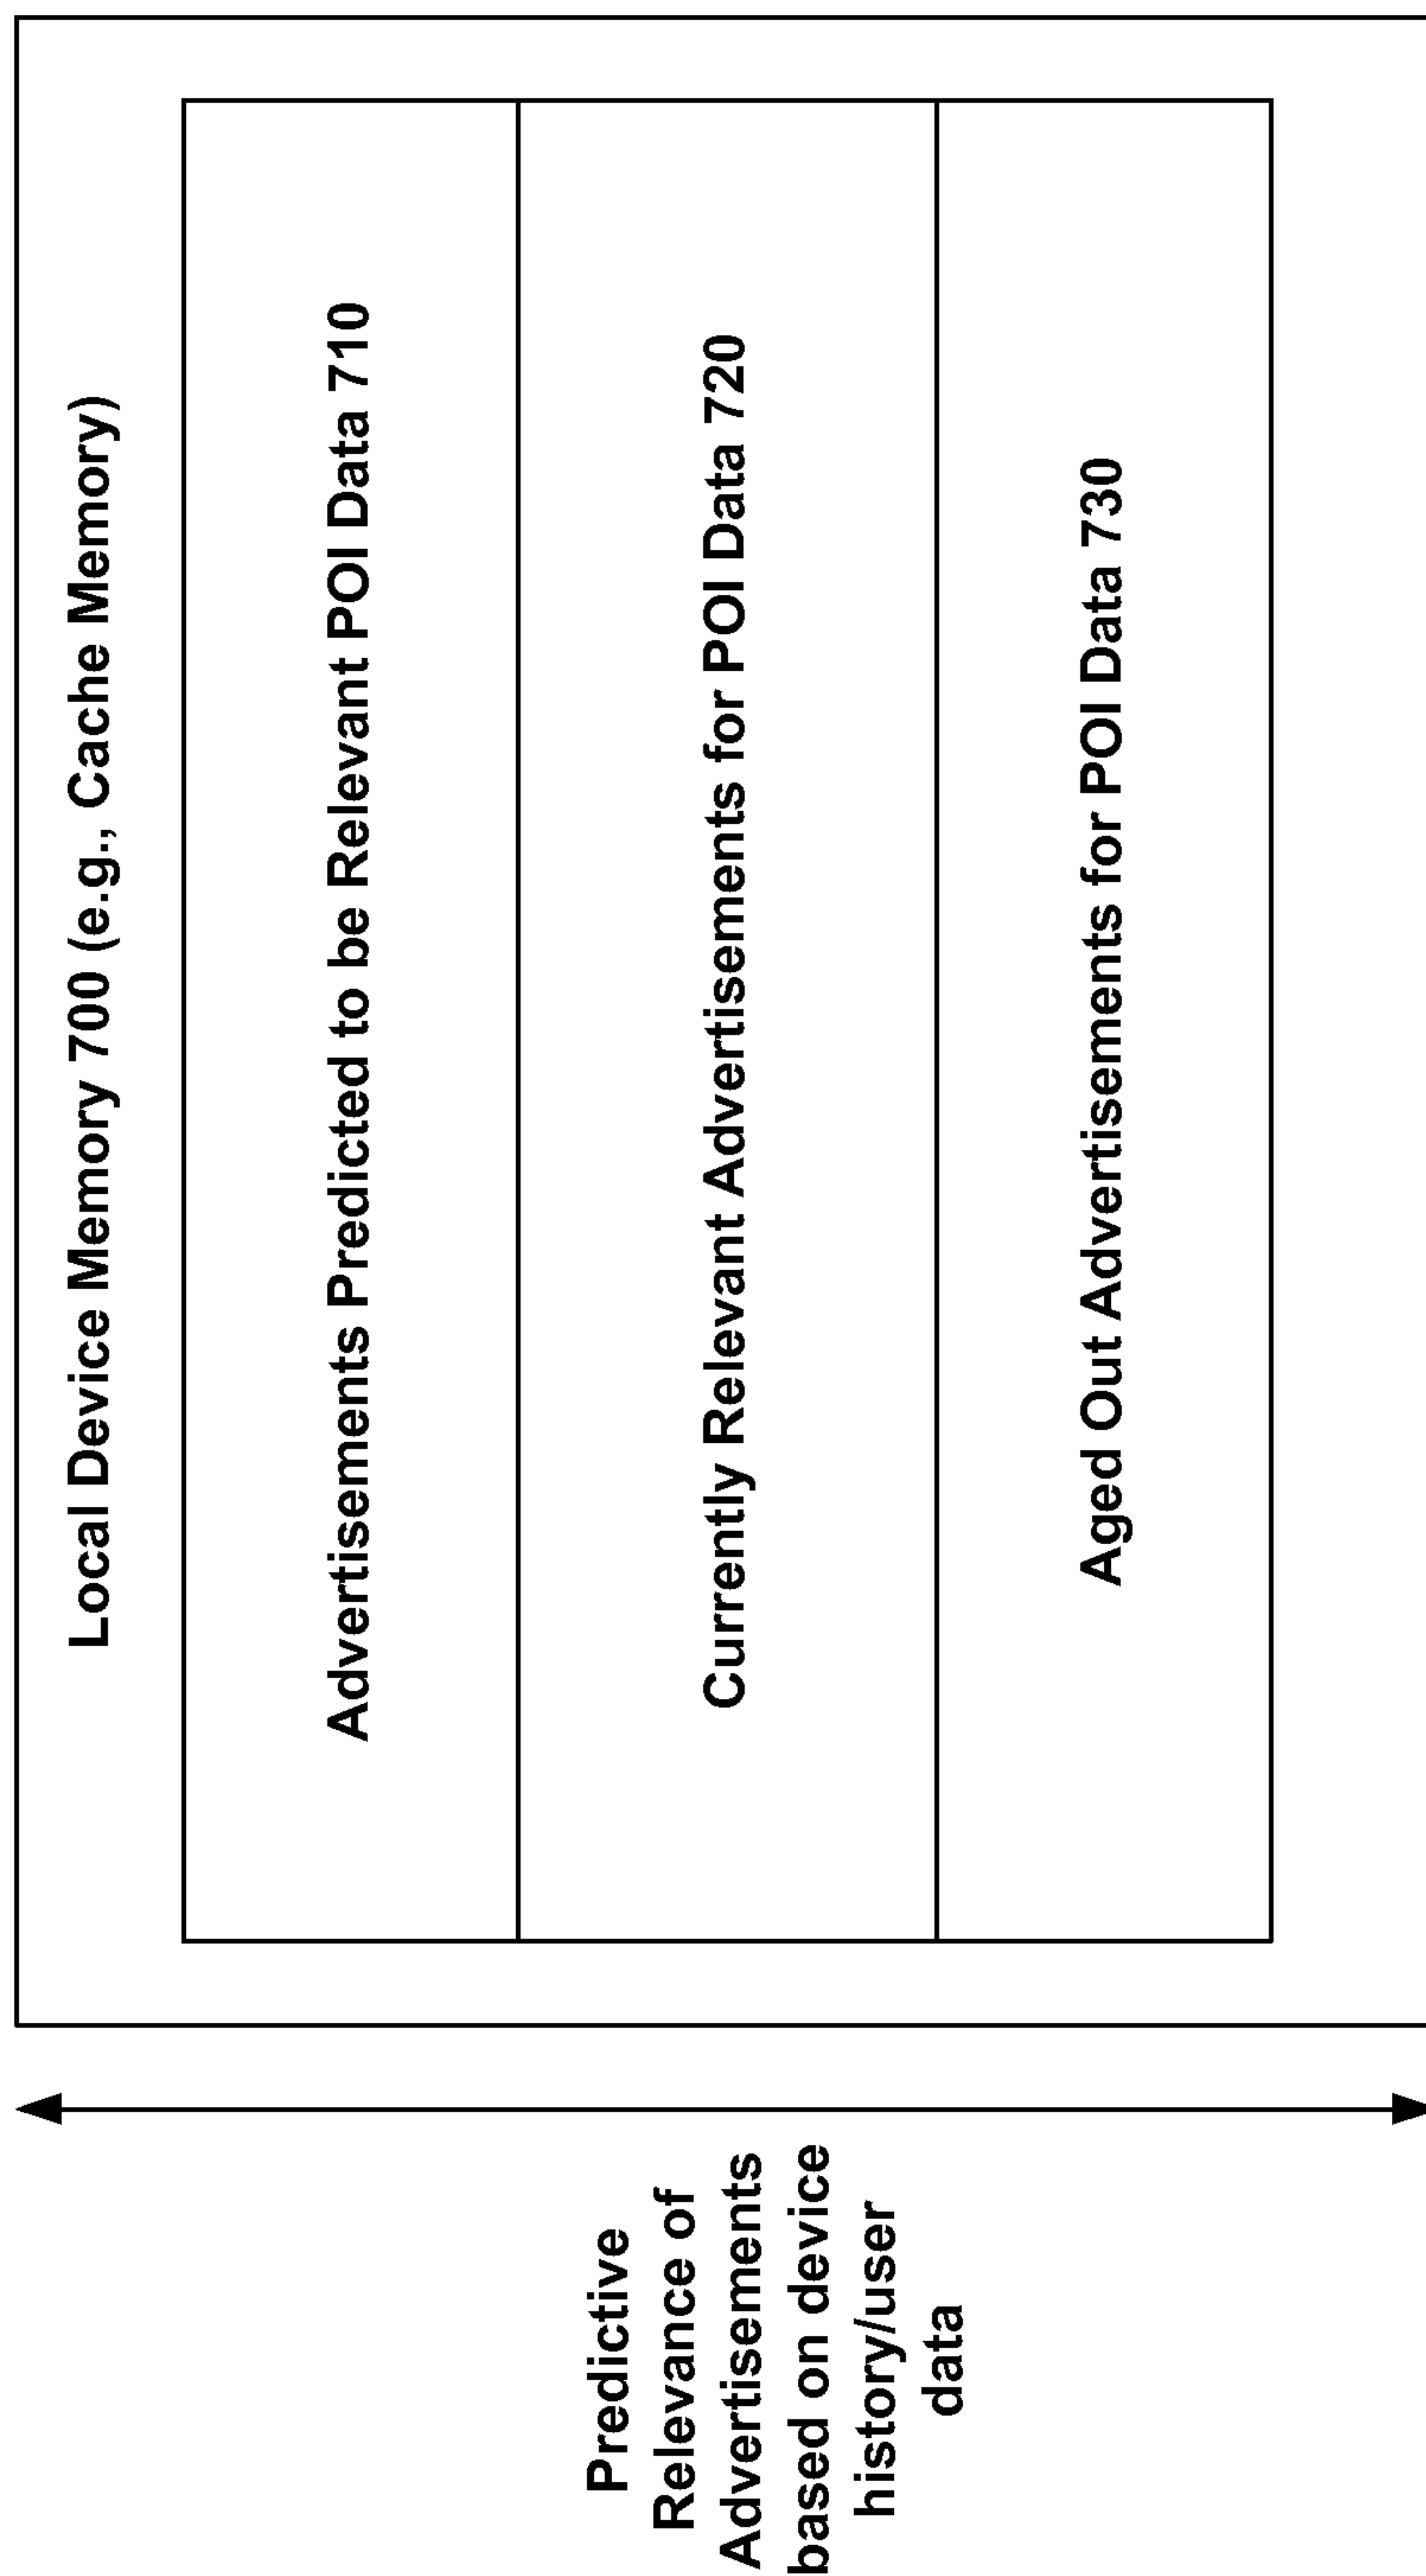 Local Device Memory 700 (e.g., Cache Memory)
Advertisements Predicted to be Relevant POI Data 710
Currently Relevant Advertisements for POI Data 720
Aged Out Advertisements for POI Data 730
Predictive
Relevance of
Advertisements
based on device
history/user
data